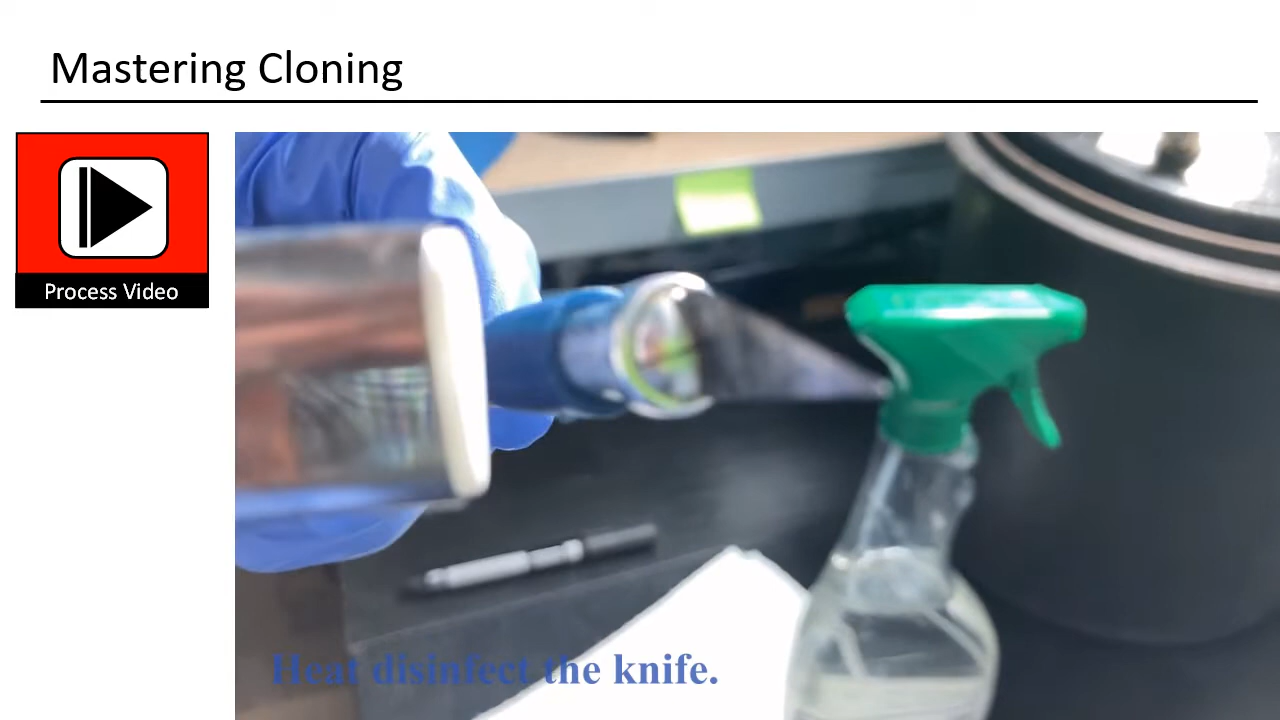 Mastering Cloning
Process Video
Heat disinfect the knife.